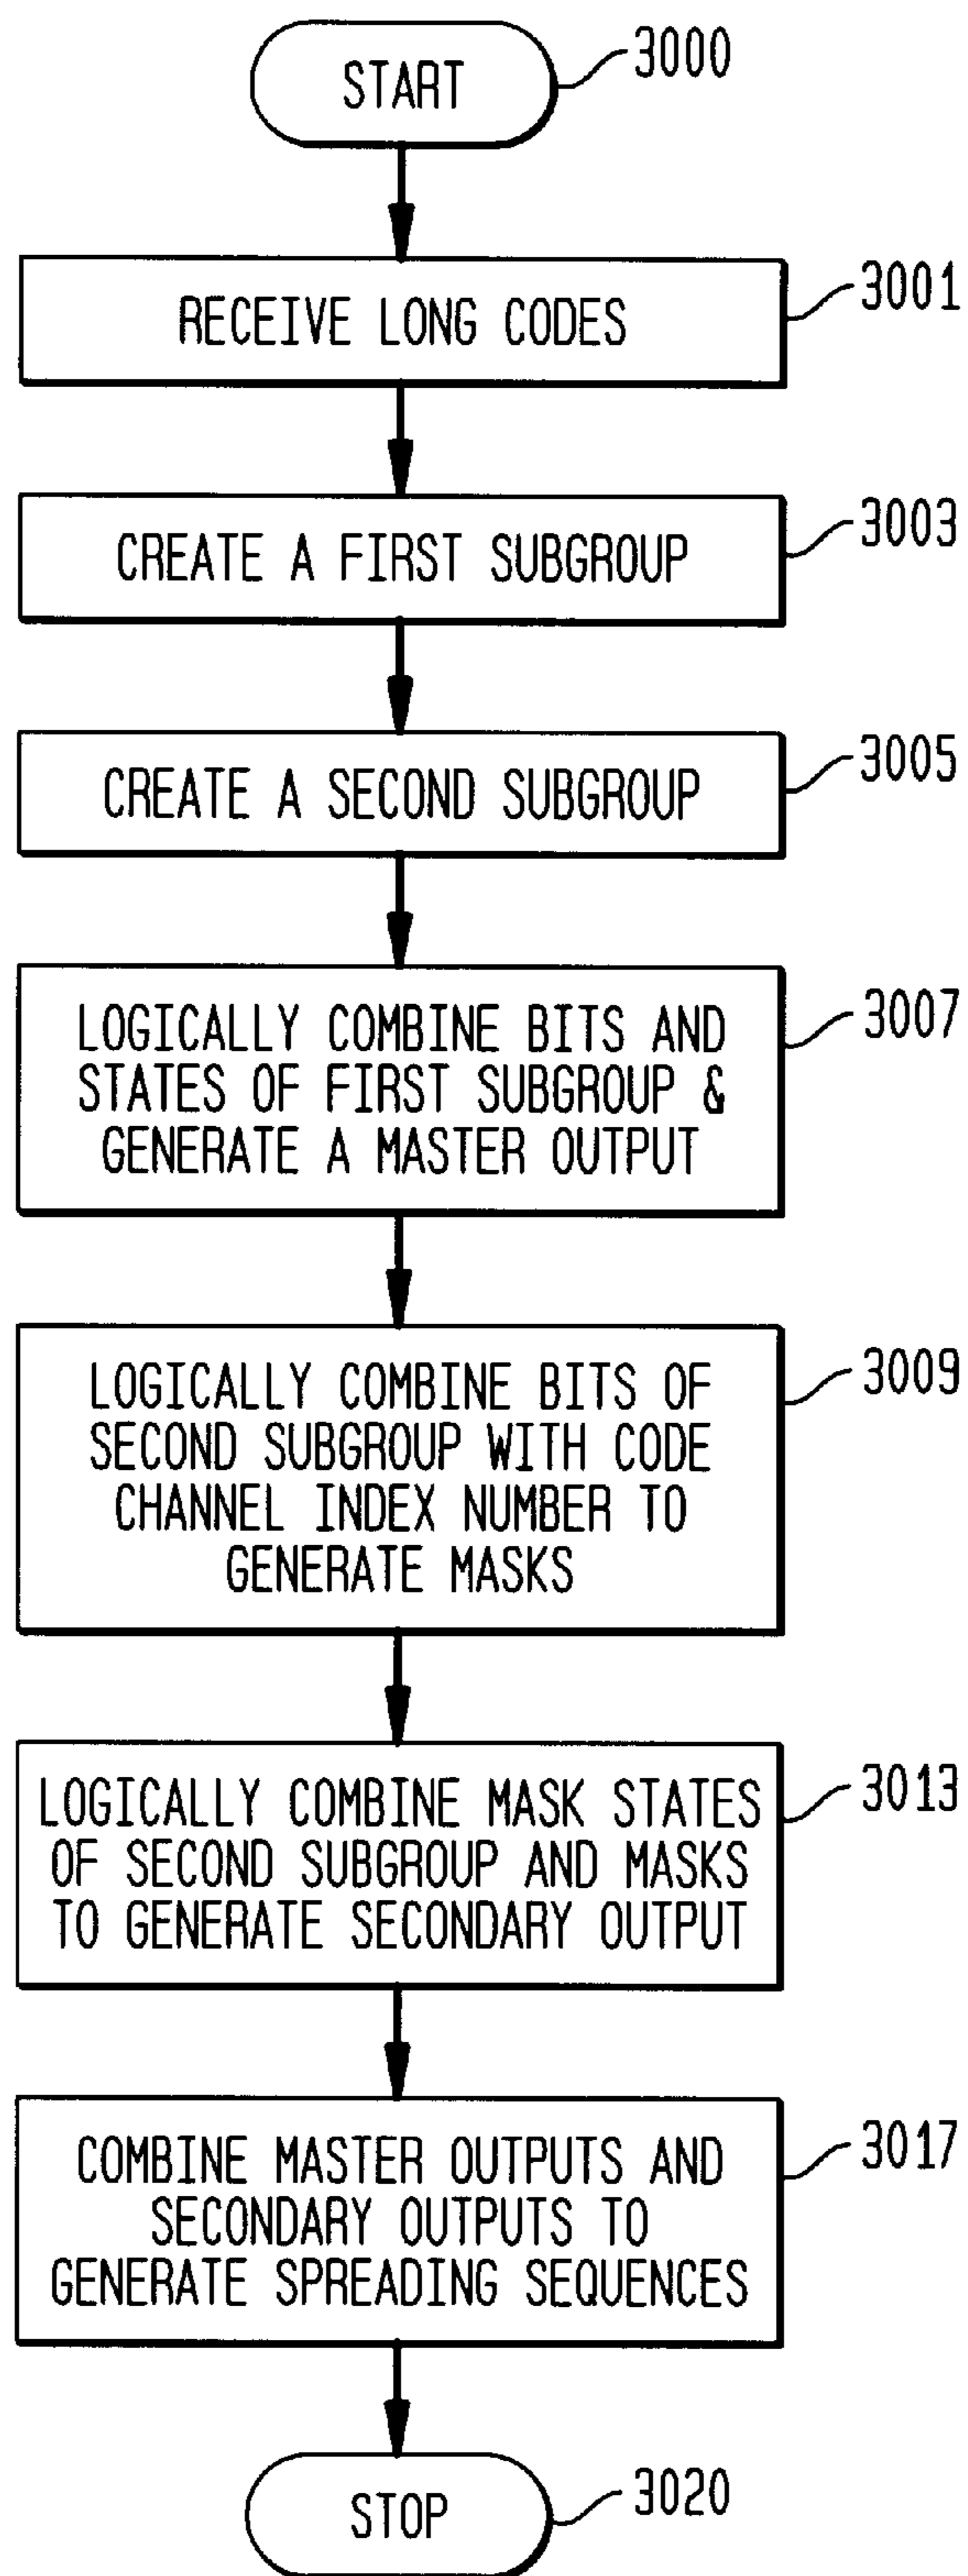 START
3000
RECEIVE LONG CODES
3001
CREATE A FIRST SUBGROUP
3003
CREATE A SECOND SUBGROUP
3005
LOGICALLY COMBINE BITS AND
STATES OF FIRST SUBGROUP &
GENERATE A MASTER OUTPUT
3007
LOGICALLY COMBINE BITS OF
SECOND SUBGROUP WITH CODE
CHANNEL INDEX NUMBER TO
GENERATE MASKS
3009
LOGICALLY COMBINE MASK STATES
OF SECOND SUBGROUP AND MASKS
TO GENERATE SECONDARY OUTPUT
3013
COMBINE MASTER OUTPUTS AND
SECONDARY OUTPUTS TO
GENERATE SPREADING SEQUENCES
3017
STOP
3020